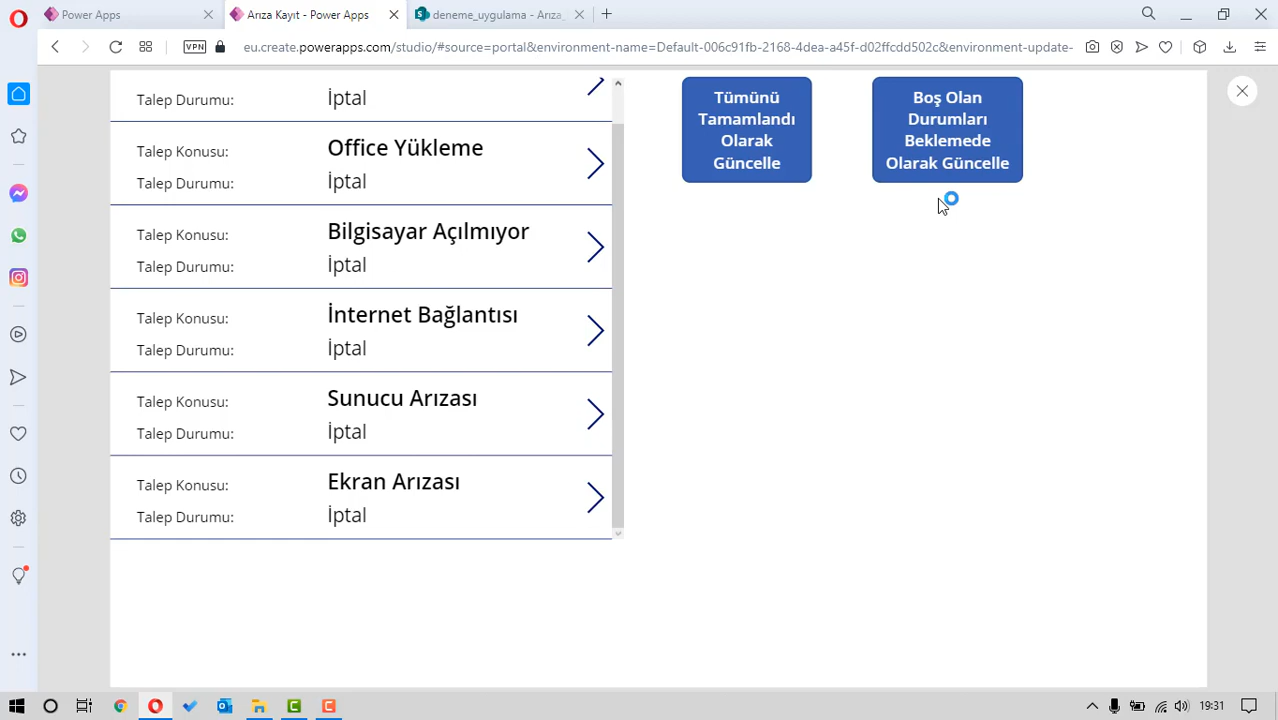 Power Apps
Arıza Kayıt - Power Apps
deneme_uygulama - Arıza_
VPN
eu.create.powerapps.com/studio/#source=portal&environment-name=Default-006c91fb-2168-4dea-a45f-d02ffcdd502c&environment-update-
Talep Durumu:
İptal
Talep Konusu:
Office Yükleme
Talep Durumu:
İptal
Talep Konusu:
Bilgisayar Açılmıyor
Talep Durumu:
İptal
Talep Konusu:
İnternet Bağlantısı
Talep Durumu:
İptal
Talep Konusu:
Sunucu Arızası
Talep Durumu:
İptal
Talep Konusu:
Ekran Arızası
Talep Durumu:
İptal
Tümünü
Tamamlandı
Olarak
Güncelle
Boş Olan
Durumları
Beklemede
Olarak Güncelle
19:31